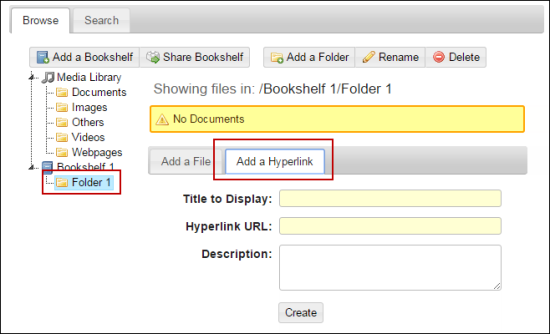 Browse Search
Add a Bookshelf Share Bookshelf Add a Folder Rename Delete
Media Library
Documents
Images
Others
Videos
Webpages
Bookshelf 1
Folder 1
Showing files in: /Bookshelf 1/Folder 1
No Documents
Add a File Add a Hyperlink
Title to Display:
Hyperlink URL:
Description:
Create